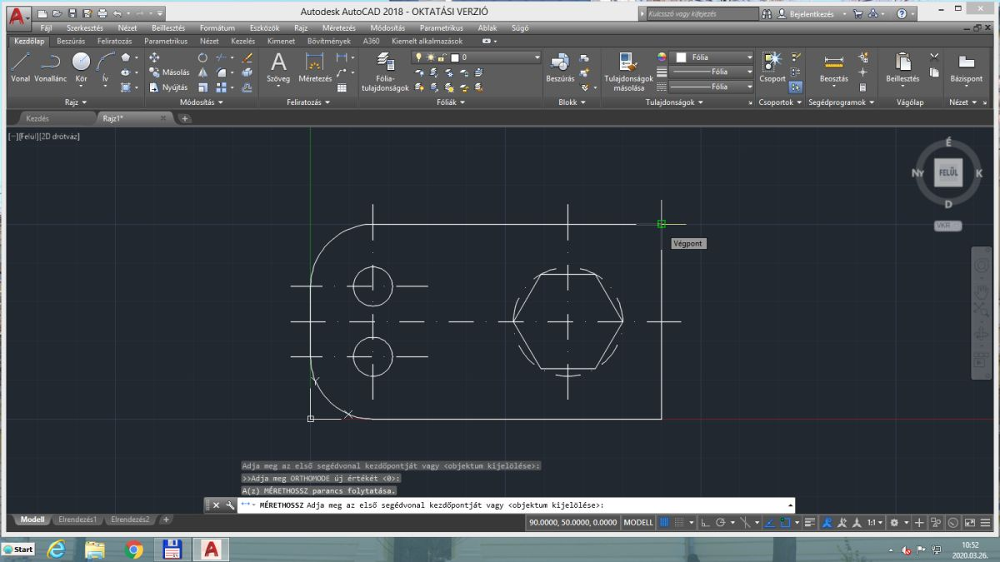 Autodesk AutoCAD 2018 - OKTATÁSI VERZIÓ
Kulcsszó vagy kifejezés
Bejelentkezés
Fájl Szerkesztés Nézet Beillesztés Formátum Eszközök Rajz Méretezés Módosítás Parametrikus Ablak Súgó
Kezdőlap Beszúrás Feliratozás Parametrikus Nézet Kezelés Kimenet Bővítmények A360 Kiemelt alkalmazások
0
Fólia
Másolás
Fólia
Vonal Vonallánc Kör Ív
Szöveg Méretezés
Fólia-
tulajdonságok
Beszúrás
Tulajdonságok
másolása
Csoport Beosztás Beillesztés Bázispont
Nyújtás
Fólia
Rajz Módosítás Feliratozás Fóliák Blokk Tulajdonságok Csoportok Segédprogramok Vágólap Nézet
Kezdés Rajz1*
[−][Felül][2D drótváz]
É
Ny FELÜL K
D
VKR
Végpont
Adja meg az első segédvonal kezdőpontját vagy <objektum kijelölése>:
>>Adja meg ORTHOMODE új értékét <0>:
A(z) MÉRETHOSSZ parancs folytatása.
MÉRETHOSSZ Adja meg az első segédvonal kezdőpontját vagy <objektum kijelölése>:
Modell Elrendezés1 Elrendezés2 +
90.0000, 50.0000, 0.0000 MODELL 1:1
Start
10:52
2020.03.26.